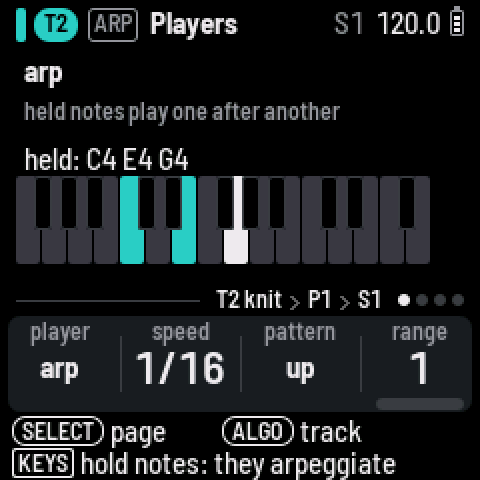 T2 ARP Players S1 120.0
arp
held notes play one after another
held: C4 E4 G4
T2 knit > P1 > S1
player speed pattern range
arp 1/16 up 1
SELECT page ALGO track
KEYS hold notes: they arpeggiate